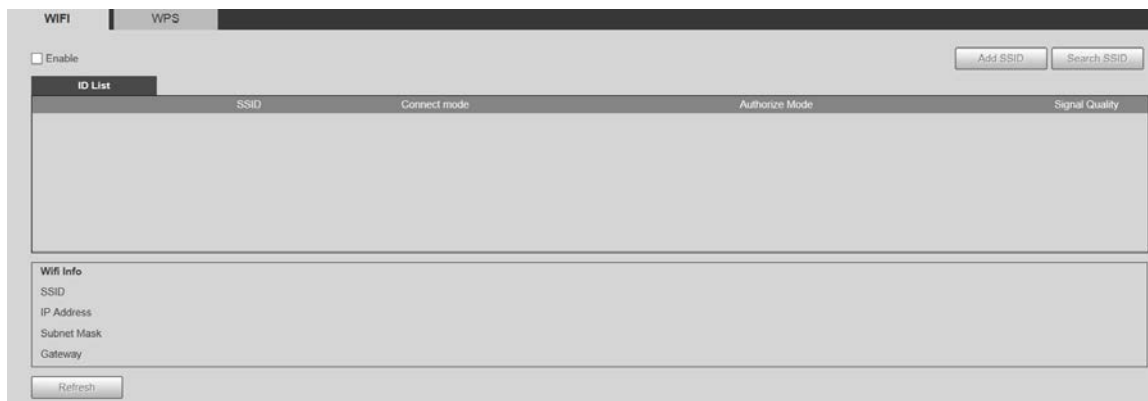 WIFI WPS
Enable Add SSID Search SSID
ID List
SSID Connect mode Authorize Mode Signal Quality
Wifi Info
SSID
IP Address
Subnet Mask
Gateway
Refresh